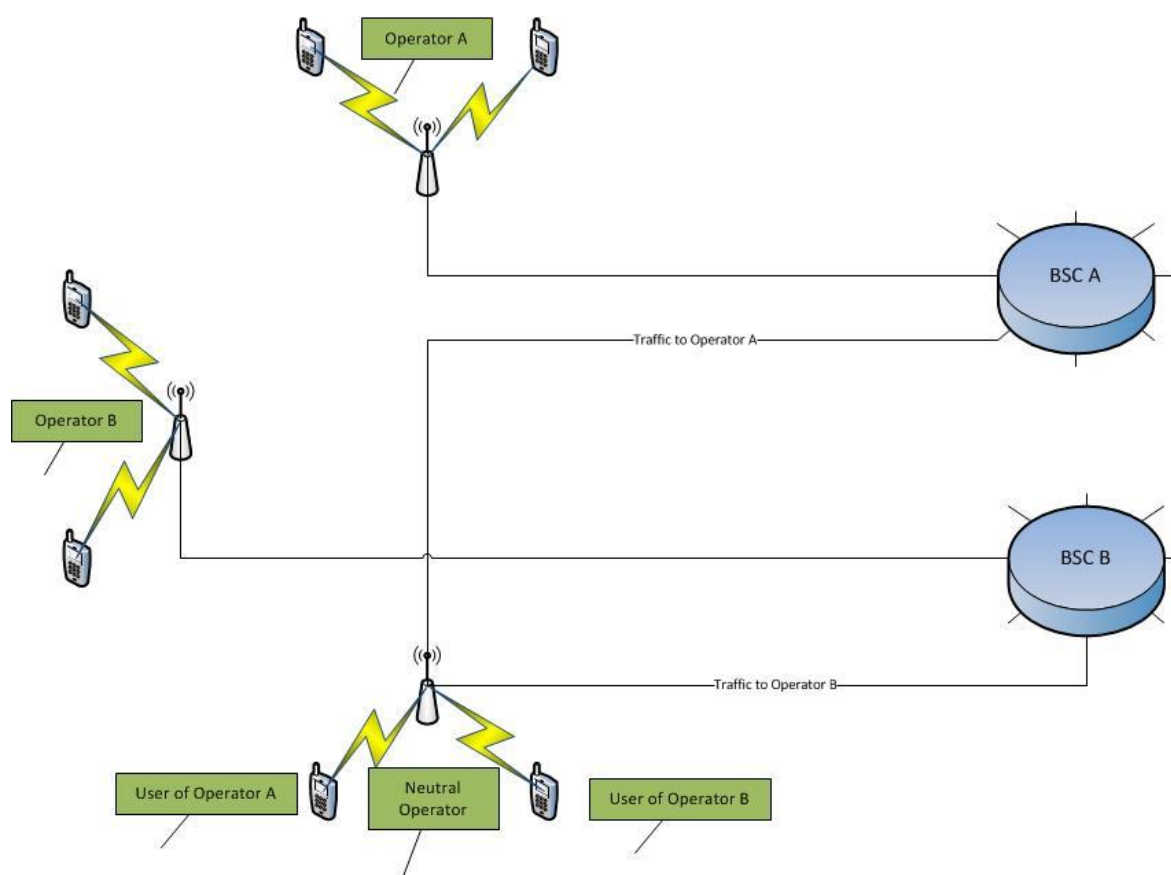 Operator A
BSC A
Traffic to Operator A
Operator B
BSC B
Traffic to Operator B
User of Operator A
Neutral
Operator
User of Operator B